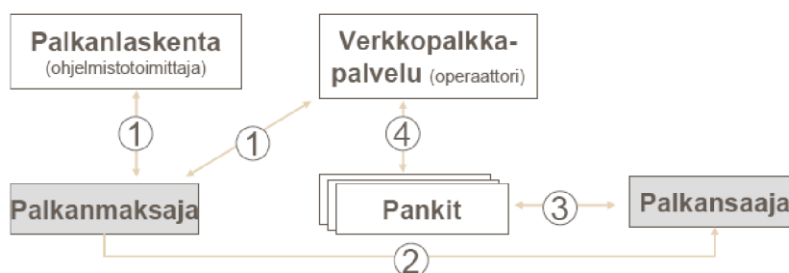 Palkanlaskenta
(ohjelmistotoimittaja)
Verkkopalkka-
palvelu (operaattori)
1
1
4
Palkanmaksaja
Pankit
3
Palkansaaja
2